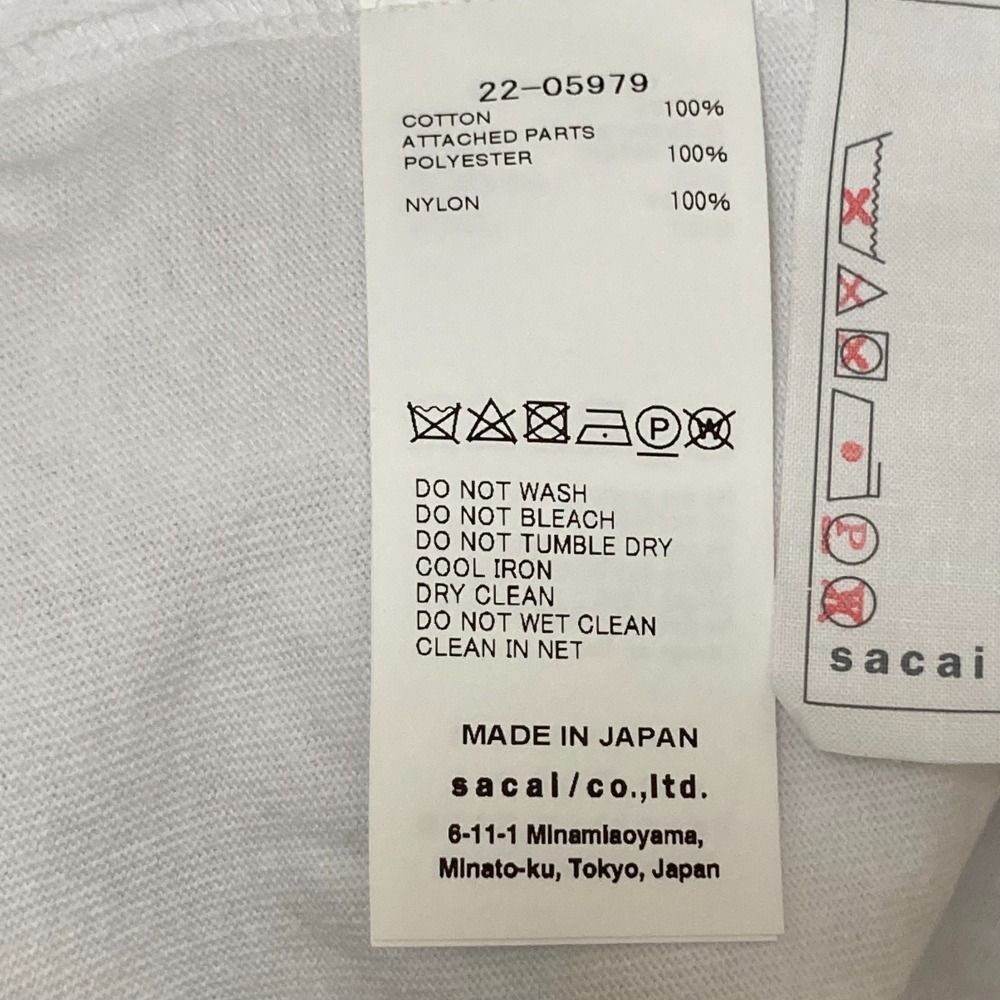 22-05979
COTTON 100%
ATTACHED PARTS
POLYESTER 100%
NYLON 100%
P W
DO NOT WASH
DO NOT BLEACH
DO NOT TUMBLE DRY
COOL IRON
DRY CLEAN
DO NOT WET CLEAN
CLEAN IN NET
MADE IN JAPAN
sacai/co.,ltd.
6-11-1 Minamiaoyama,
Minato-ku, Tokyo, Japan
P
W
sacai